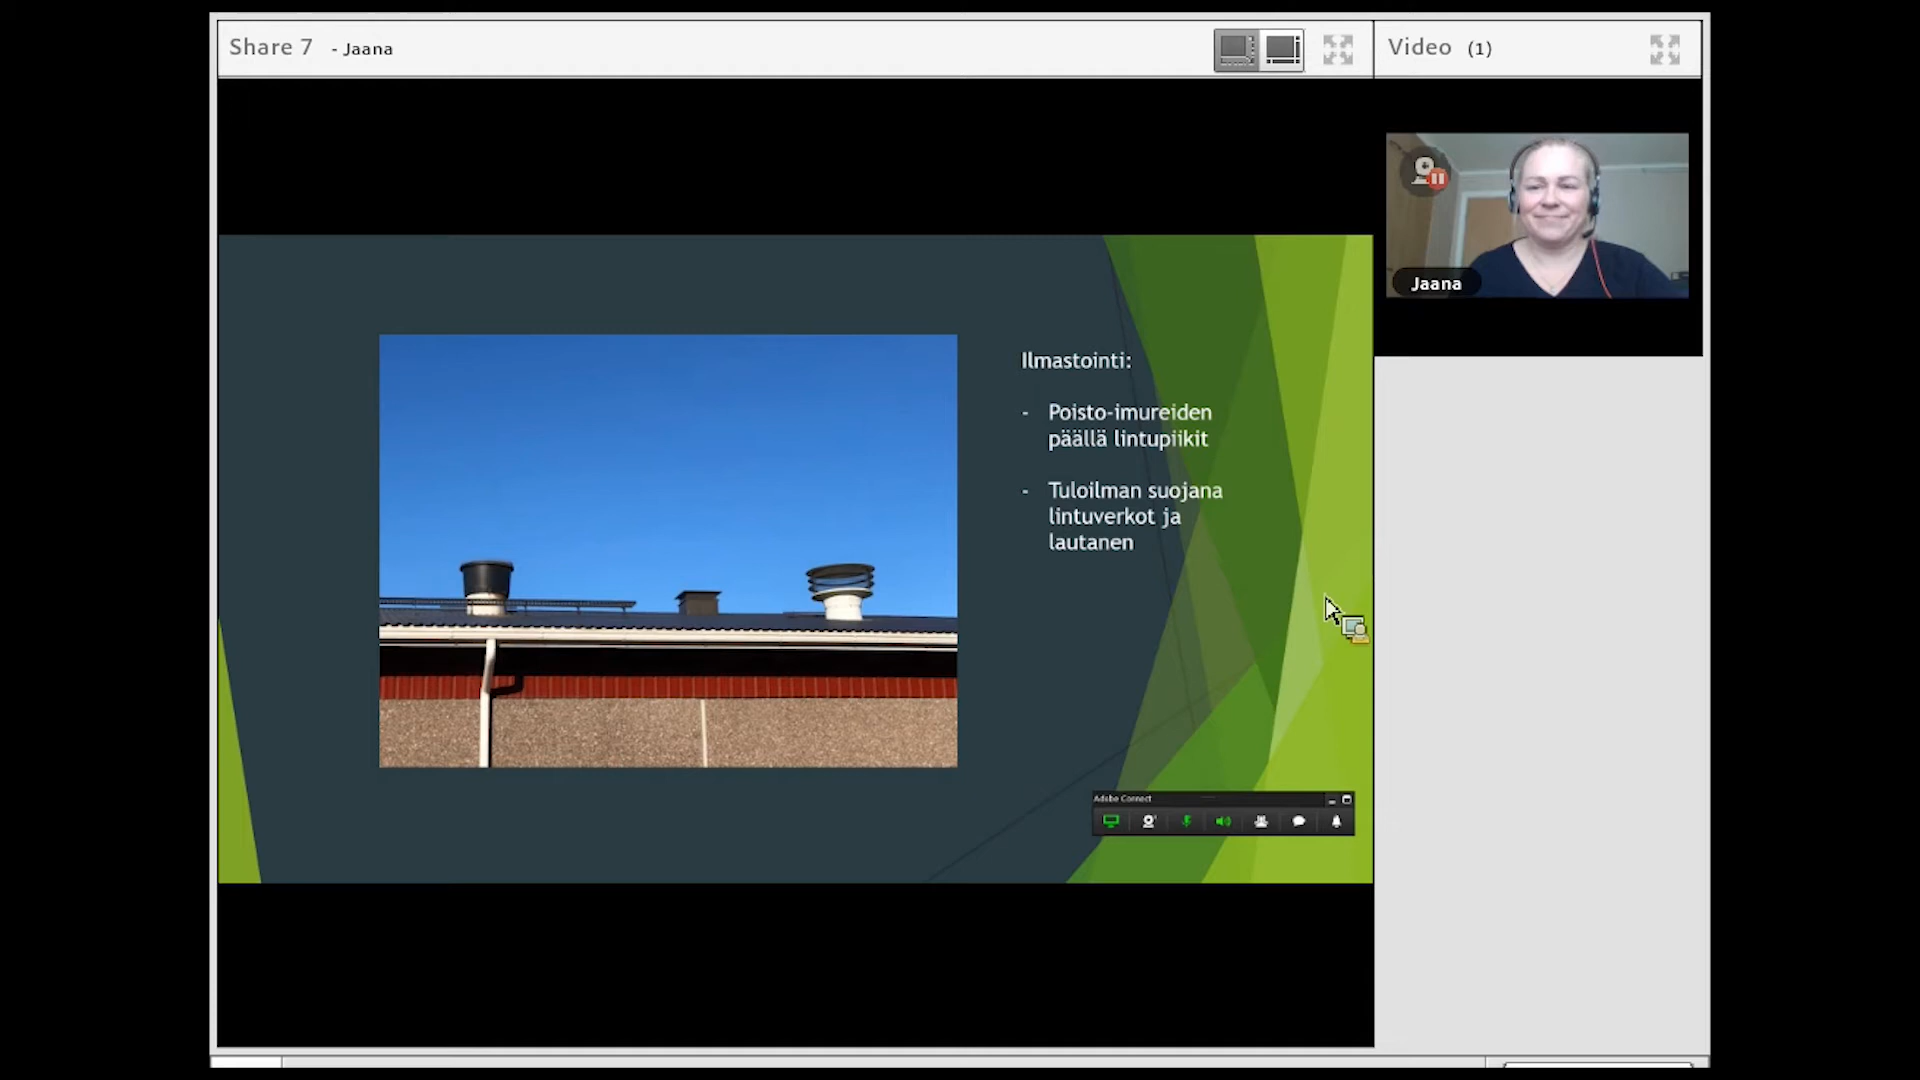 Share 7 - Jaana
Video (1)
Jaana
Ilmastointi:
- Poisto-imureiden
päällä lintupiikit
- Tuloilman suojana
lintuverkot ja
lautanen
Adobe Connect